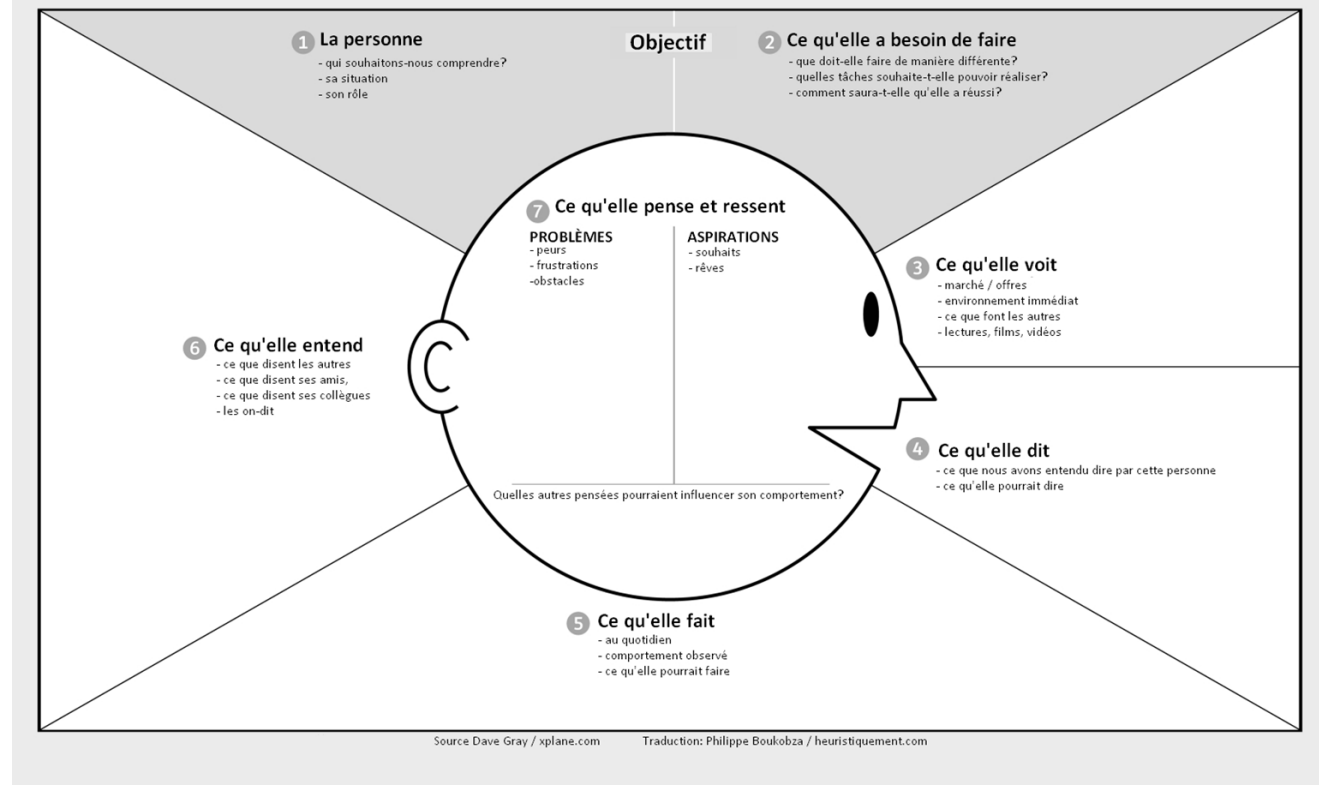 Objectif
1 La personne
- qui souhaitons-nous comprendre?
- sa situation
- son rôle
2 Ce qu'elle a besoin de faire
- que doit-elle faire de manière différente?
- quelles tâches souhaite-t-elle pouvoir réaliser?
- comment saura-t-elle qu'elle a réussi?
3 Ce qu'elle voit
- marché / offres
- environnement immédiat
- ce que font les autres
- lectures, films, vidéos
4 Ce qu'elle dit
- ce que nous avons entendu dire par cette personne
- ce qu'elle pourrait dire
5 Ce qu'elle fait
- au quotidien
- comportement observé
- ce qu'elle pourrait faire
6 Ce qu'elle entend
- ce que disent les autres
- ce que disent ses amis,
- ce que disent ses collègues
- les on-dit
7 Ce qu'elle pense et ressent
PROBLÈMES
- peurs
- frustrations
-obstacles
ASPIRATIONS
- souhaits
- rêves
Quelles autres pensées pourraient influencer son comportement?
Source Dave Gray / xplane.com
Traduction: Philippe Boukobza / heuristiquement.com